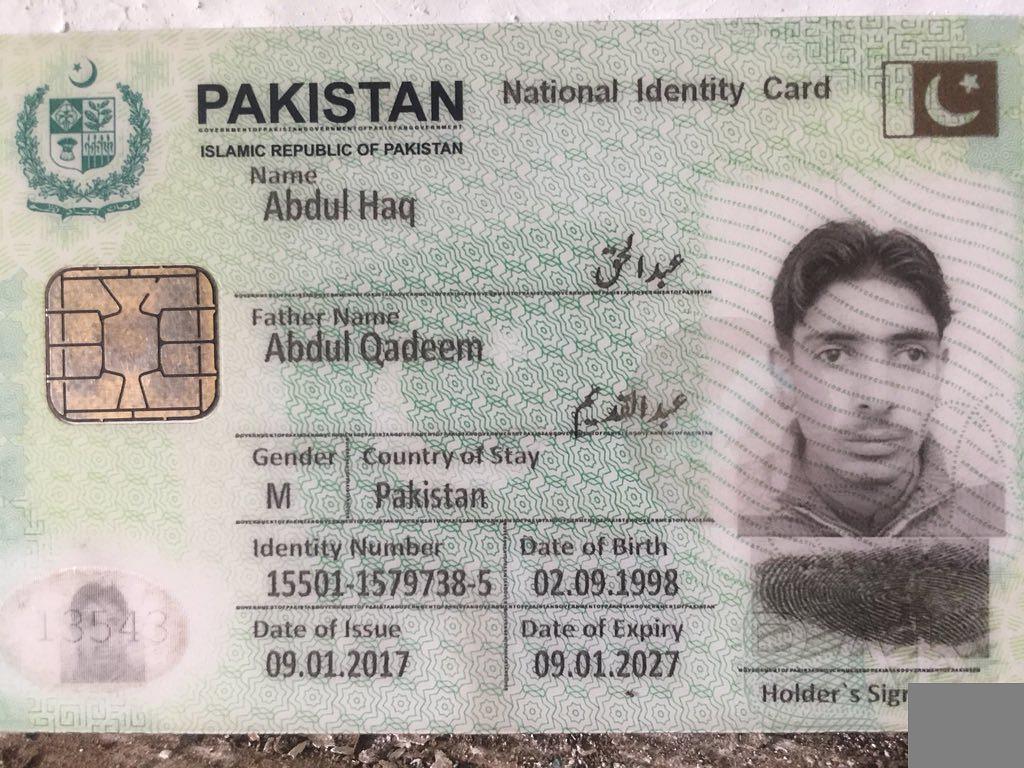 PAKISTAN
National Identity Card
ISLAMIC REPUBLIC OF PAKISTAN
Name
Abdul Haq
عبدالحق
Father Name
Abdul Qadeem
عبدالقدیم
Gender
Country of Stay
M
Pakistan
Identity Number
Date of Birth
15501-1579738-5
02.09.1998
Date of Issue
Date of Expiry
09.01.2017
09.01.2027
13543
Holder`s